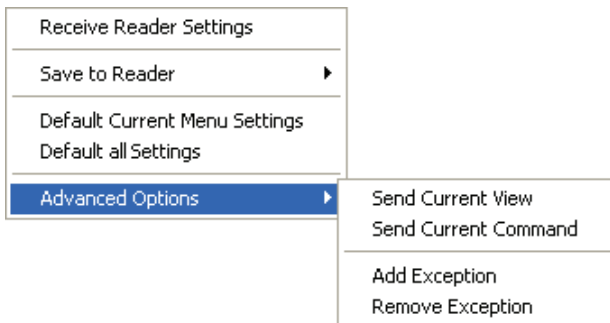 Receive Reader Settings
Save to Reader
Default Current Menu Settings
Default all Settings
Advanced Options
Send Current View
Send Current Command
Add Exception
Remove Exception